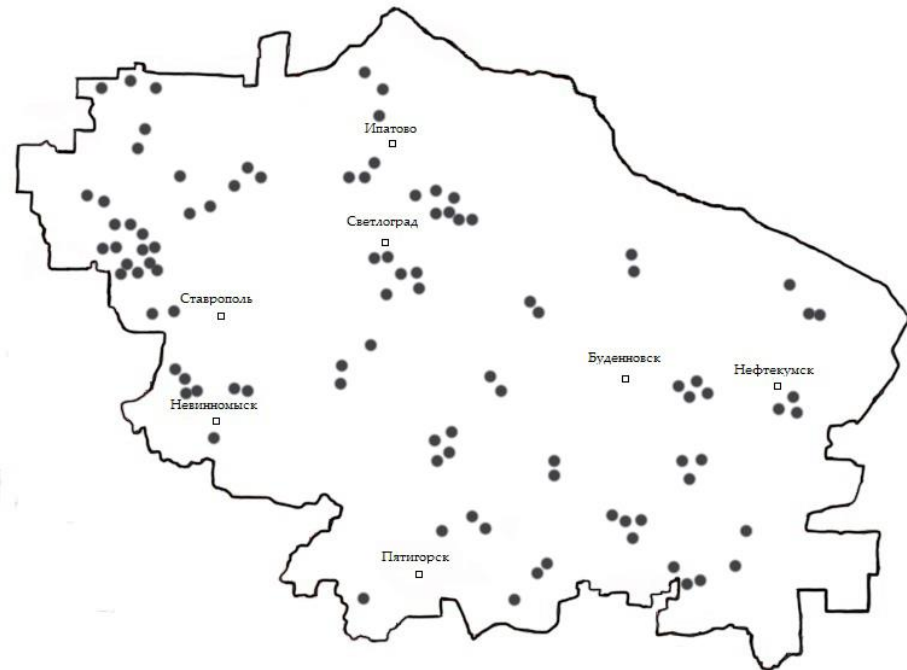 Ипатово
Светлоград
Ставрополь
Буденновск
Нефтекумск
Невинномыск
Пятигорск